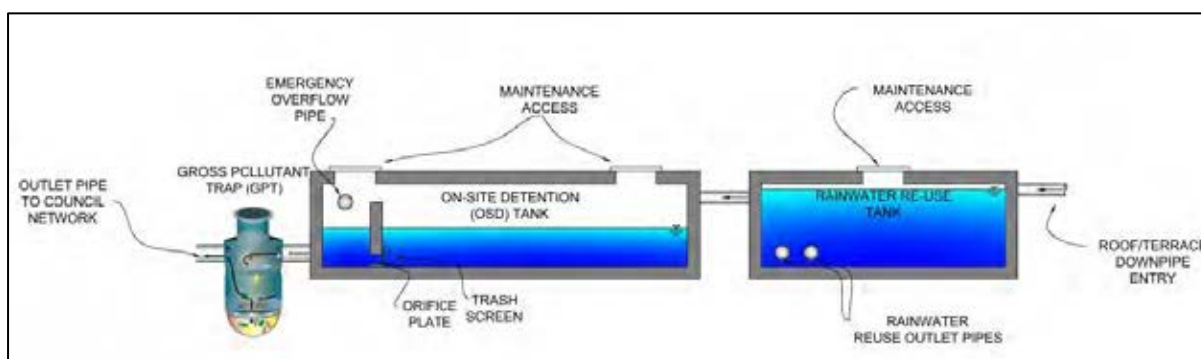 EMERGENCY
OVERFLOW
PIPE
MAINTENANCE
ACCESS
MAINTENANCE
ACCESS
GROSS POLLUTANT
TRAP (GPT)
OUTLET PIPE
TO COUNCIL
NETWORK
ON-SITE DETENTION
(OSD) TANK
RAINWATER RE-USE
TANK
ROOF/TERRACE
DOWNPIPE
ENTRY
ORIFICE
PLATE
TRASH
SCREEN
RAINWATER
REUSE OUTLET PIPES